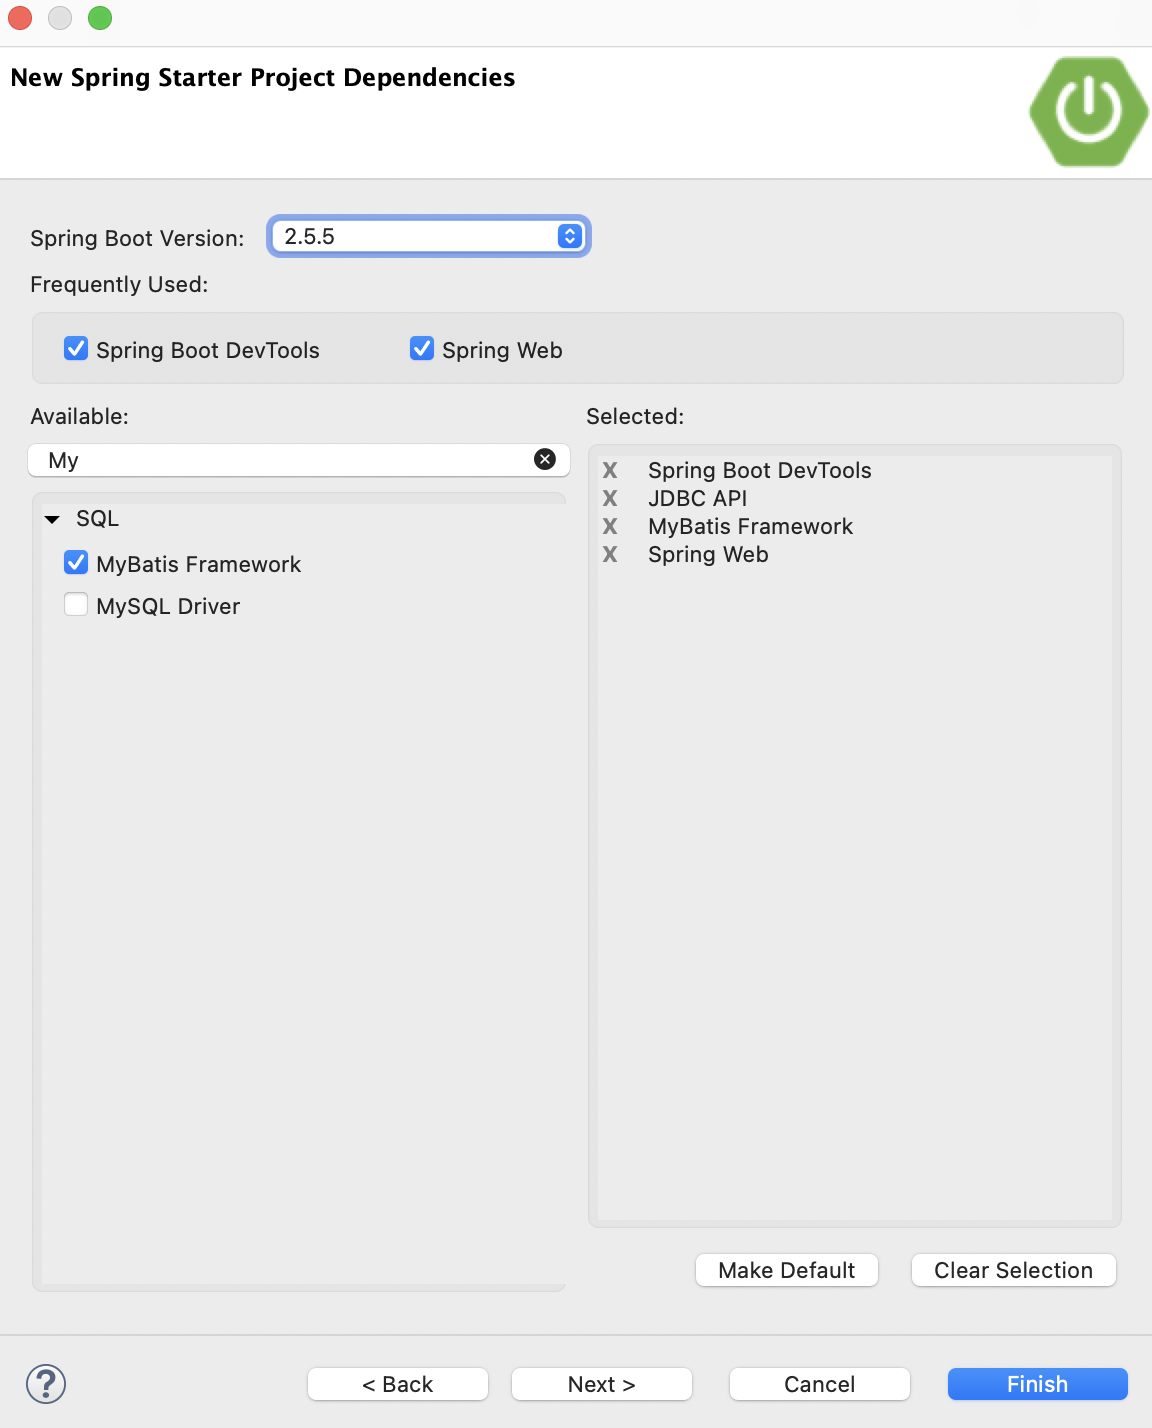 New Spring Starter Project Dependencies
Spring Boot Version: 2.5.5
Frequently Used:
Spring Boot DevTools Spring Web
Available:
My
SQL
MyBatis Framework
MySQL Driver
Selected:
X Spring Boot DevTools
X JDBC API
X MyBatis Framework
X Spring Web
Make Default Clear Selection
? < Back Next > Cancel Finish